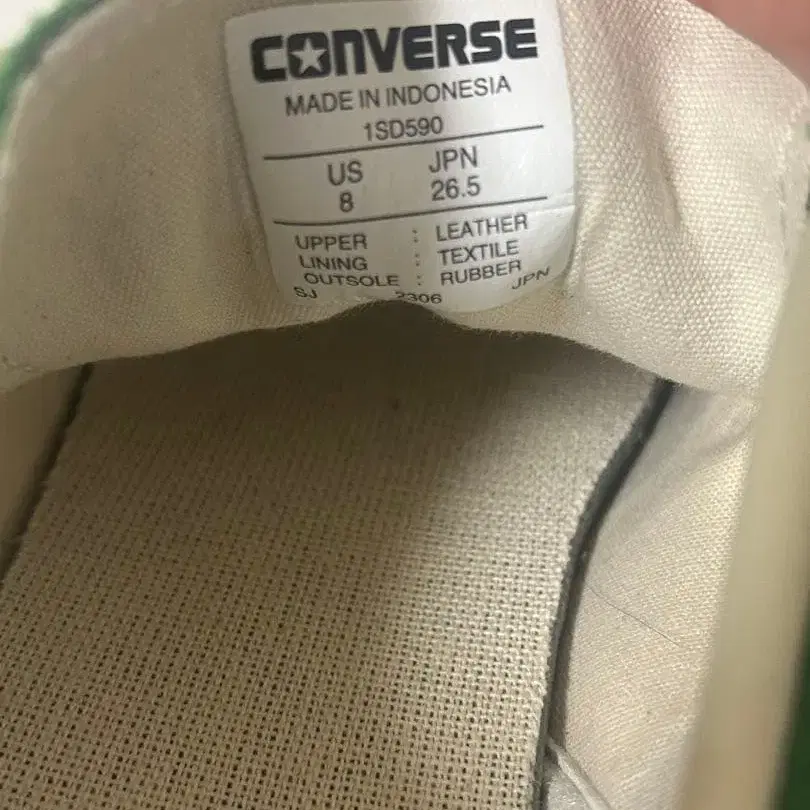 CONVERSE
MADE IN INDONESIA
1SD590
US JPN
8 26.5
UPPER : LEATHER
LINING : TEXTILE
OUTSOLE : RUBBER
SJ 2306 JPN